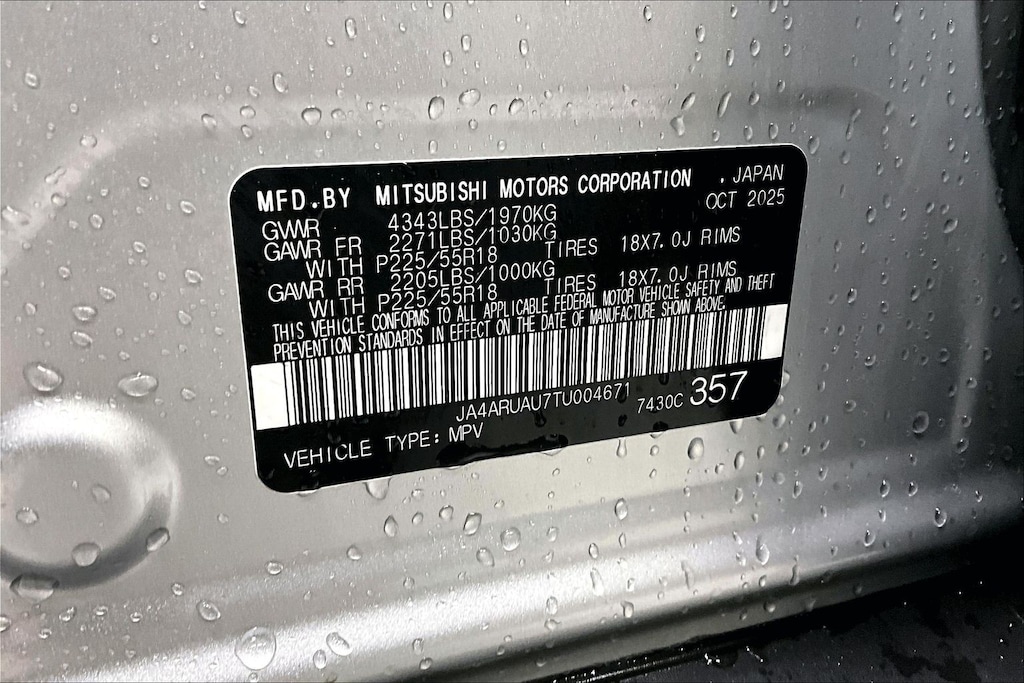 MFD.BY MITSUBISHI MOTORS CORPORATION , JAPAN
OCT 2025
GVWR 4343LBS/1970KG
GAWR FR 2271LBS/1030KG
WITH P225/55R18 TIRES 18X7.0J RIMS
GAWR RR 2205LBS/1000KG
WITH P225/55R18 TIRES 18X7.0J RIMS
THIS VEHICLE CONFORMS TO ALL APPLICABLE FEDERAL MOTOR VEHICLE SAFETY AND THEFT
PREVENTION STANDARDS IN EFFECT ON THE DATE OF MANUFACTURE SHOWN ABOVE.
JA4ARUAU7TU004671
7430C 357
VEHICLE TYPE: MPV